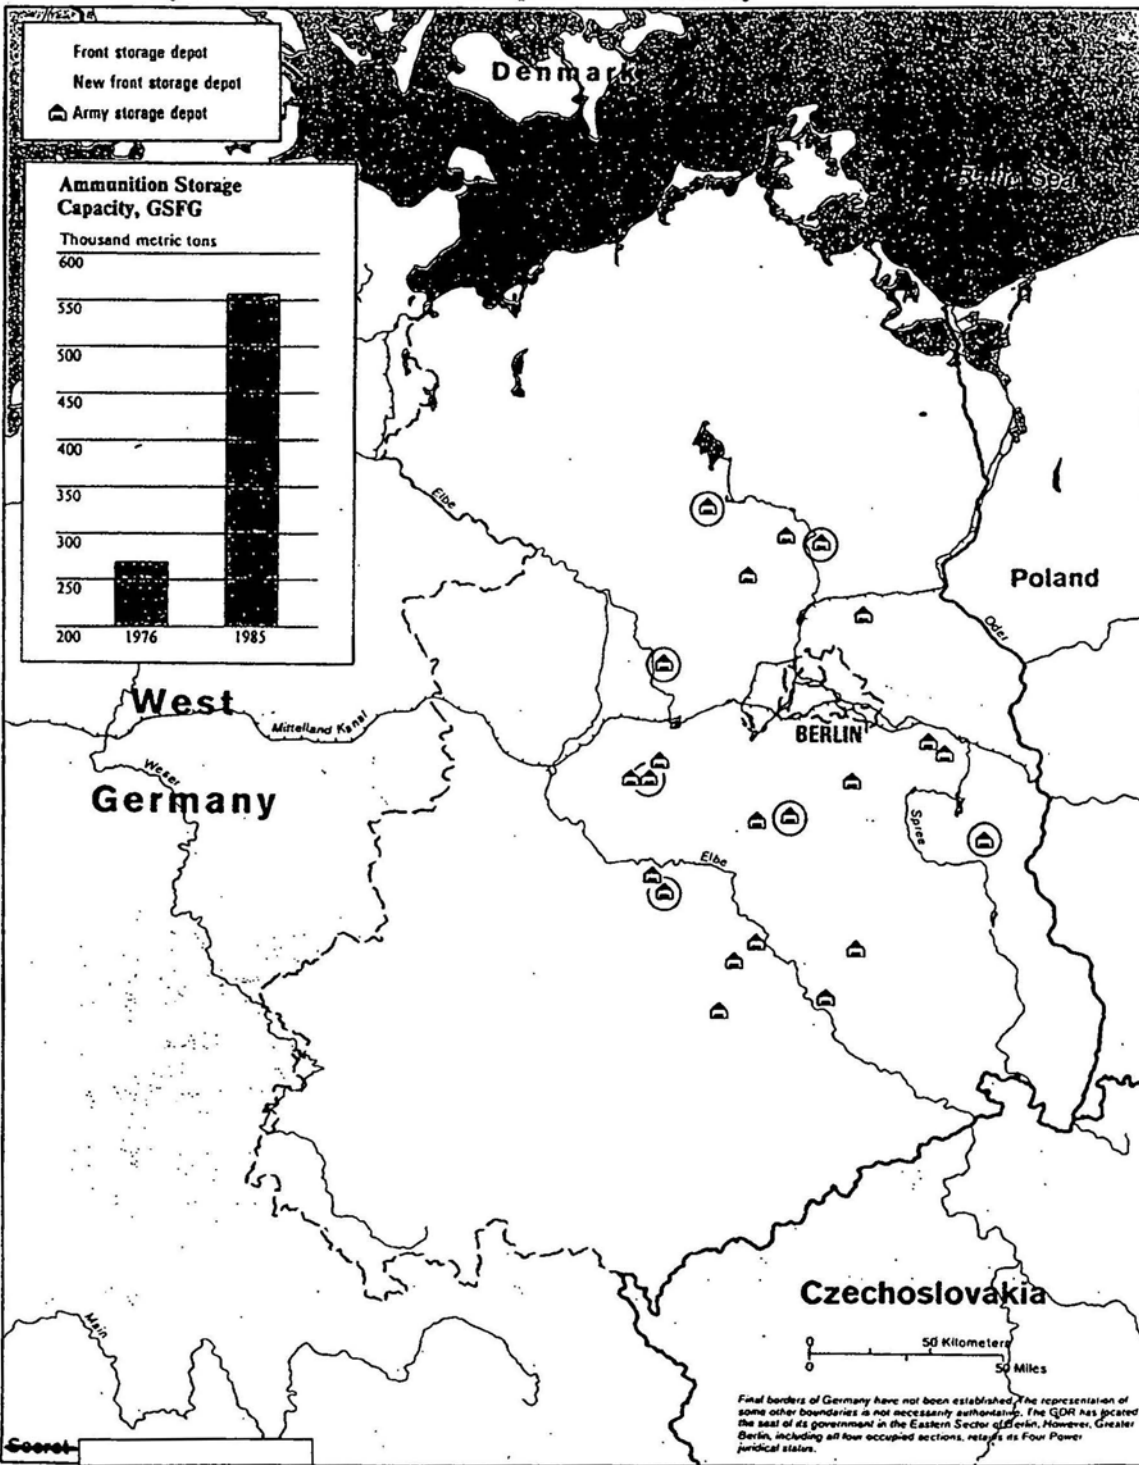 Front storage depot
New front storage depot
Army storage depot
Denmark
Baltic Sea
Ammunition Storage
Capacity, GSFG
Thousand metric tons
600
550
500
450
400
350
300
250
200
1976
1985
Elbe
Poland
Oder
West
Germany
Mittelland Kanal
Weser
BERLIN
Spree
Elbe
Czechoslovakia
Main
0 50 Kilometers
0 50 Miles
Final borders of Germany have not been established. The representation of
some other boundaries is not necessarily authoritative. The GDR has located
the seat of its government in the Eastern Sector of Berlin. However, Greater
Berlin, including all four occupied sections, retains its Four Power
juridical status.
Secret